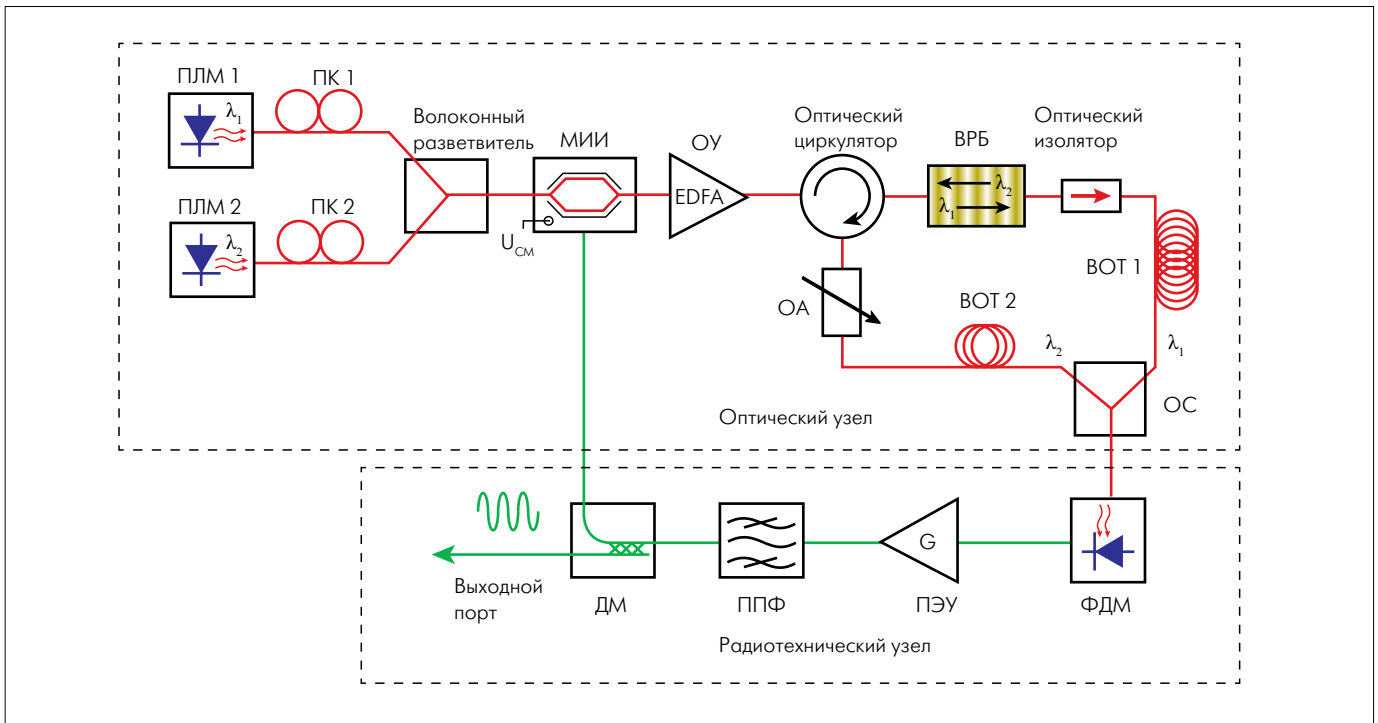 ПЛМ 1
ПК 1
λ1
Волоконный
разветвитель
МИИ
ОУ
EDFA
Оптический
циркулятор
ВРБ
λ2
λ1
Оптический
изолятор
ПЛМ 2
ПК 2
λ2
UСМ
ВОТ 1
ОА
ВОТ 2
λ2
λ1
ОС
Оптический узел
Выходной
порт
ДМ
ППФ
G
ПЭУ
ФДМ
Радиотехнический узел